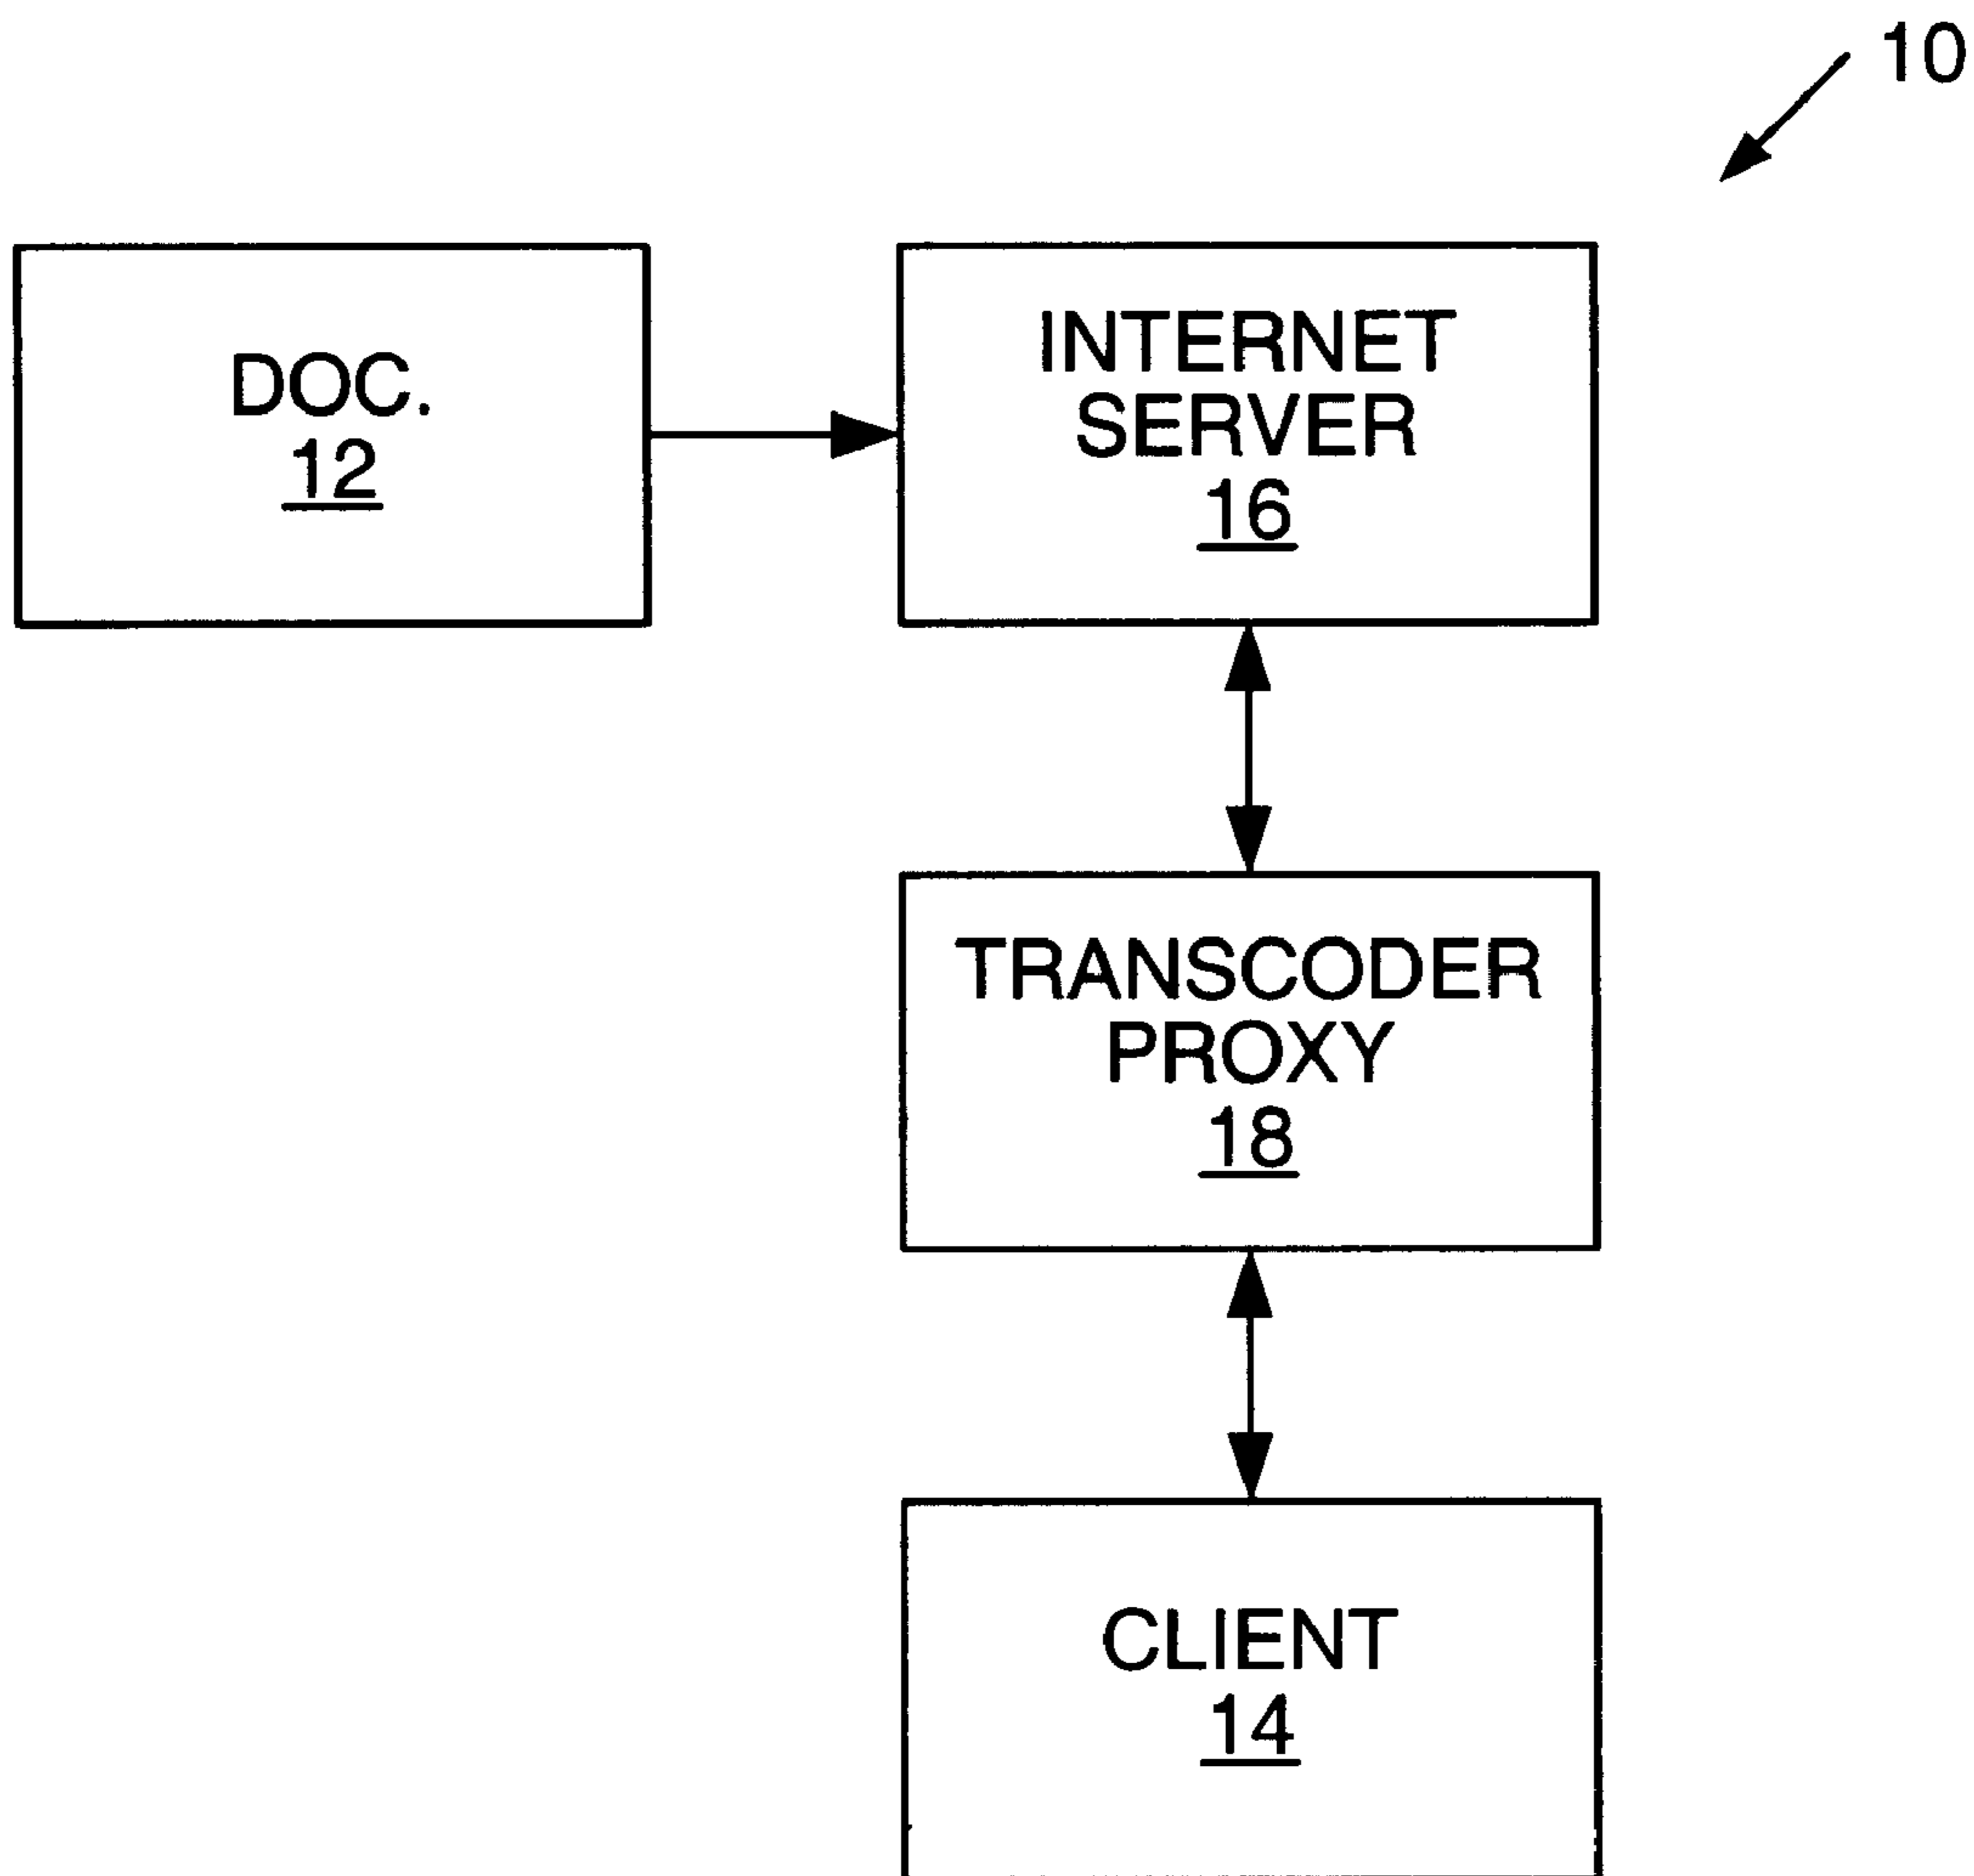 10
DOC.
12
INTERNET
SERVER
16
TRANSCODER
PROXY
18
CLIENT
14